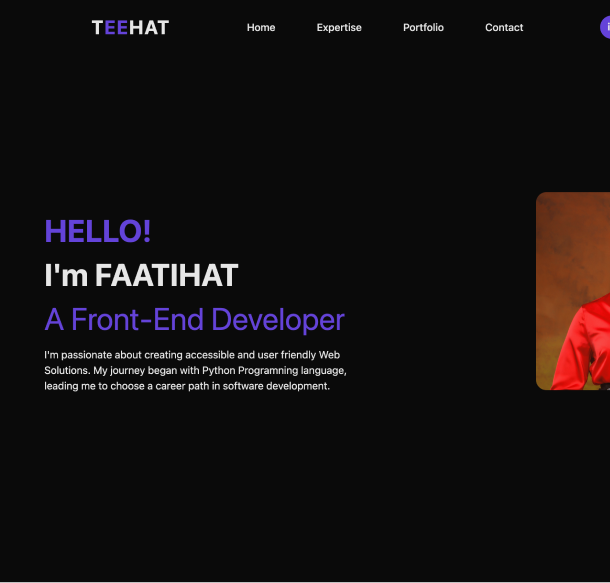 TEEHAT
Home Expertise Portfolio Contact
HELLO!
I'm FAATIHAT
A Front-End Developer
I'm passionate about creating accessible and user friendly Web
Solutions. My journey began with Python Programning language,
leading me to choose a career path in software development.